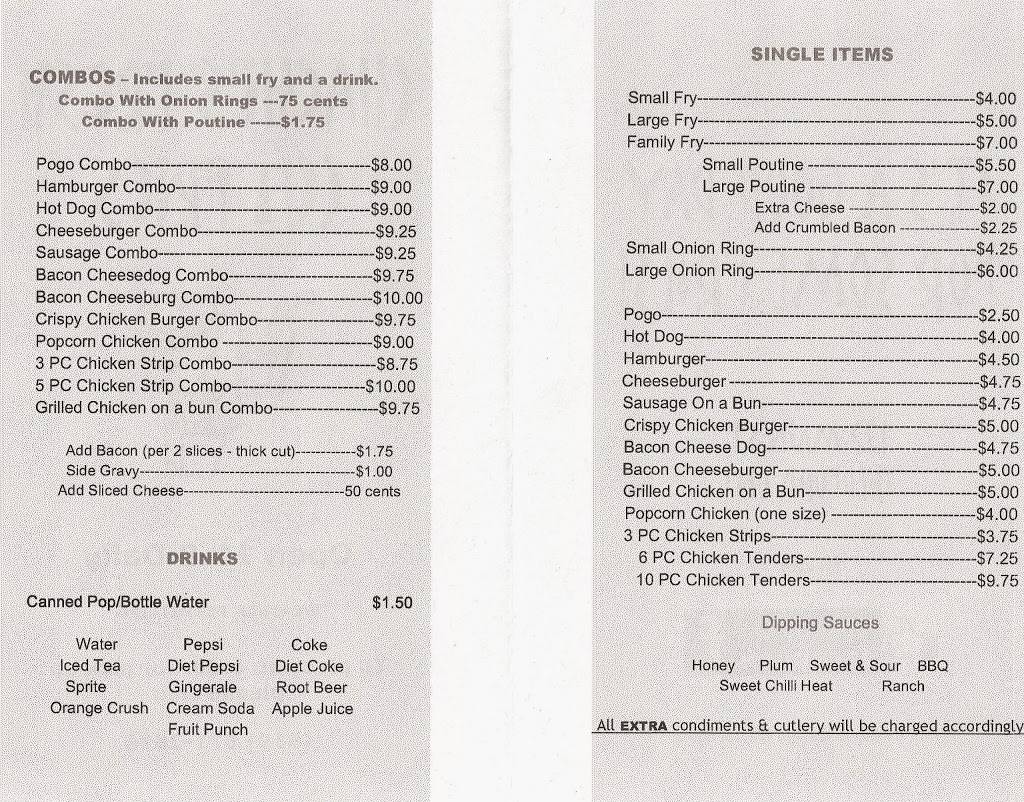 COMBOS – Includes small fry and a drink.
Combo With Onion Rings ---75 cents
Combo With Poutine ------$1.75
Pogo Combo----------------------------------------$8.00
Hamburger Combo---------------------------------$9.00
Hot Dog Combo------------------------------------$9.00
Cheeseburger Combo-----------------------------$9.25
Sausage Combo-----------------------------------$9.25
Bacon Cheesedog Combo------------------------$9.75
Bacon Cheeseburg Combo-----------------------$10.00
Crispy Chicken Burger Combo-------------------$9.75
Popcorn Chicken Combo -------------------------$9.00
3 PC Chicken Strip Combo-----------------------$8.75
5 PC Chicken Strip Combo----------------------$10.00
Grilled Chicken on a bun Combo-----------------$9.75
Add Bacon (per 2 slices - thick cut)------------$1.75
Side Gravy---------------------------------------$1.00
Add Sliced Cheese-----------------------------50 cents
DRINKS
Canned Pop/Bottle Water $1.50
Water Pepsi Coke
Iced Tea Diet Pepsi Diet Coke
Sprite Gingerale Root Beer
Orange Crush Cream Soda Apple Juice
Fruit Punch
SINGLE ITEMS
Small Fry-----------------------------------------------$4.00
Large Fry-----------------------------------------------$5.00
Family Fry----------------------------------------------$7.00
Small Poutine ----------------------------$5.50
Large Poutine ----------------------------$7.00
Extra Cheese ------------------------$2.00
Add Crumbled Bacon ---------------$2.25
Small Onion Ring--------------------------------------$4.25
Large Onion Ring--------------------------------------$6.00
Pogo-----------------------------------------------------$2.50
Hot Dog-------------------------------------------------$4.00
Hamburger---------------------------------------------$4.50
Cheeseburger -----------------------------------------$4.75
Sausage On a Bun------------------------------------$4.75
Crispy Chicken Burger--------------------------------$5.00
Bacon Cheese Dog-----------------------------------$4.75
Bacon Cheeseburger---------------------------------$5.00
Grilled Chicken on a Bun-----------------------------$5.00
Popcorn Chicken (one size) ------------------------$4.00
3 PC Chicken Strips----------------------------------$3.75
6 PC Chicken Tenders-----------------------------$7.25
10 PC Chicken Tenders----------------------------$9.75
Dipping Sauces
Honey Plum Sweet & Sour BBQ
Sweet Chilli Heat Ranch
All EXTRA condiments & cutlery will be charged accordingly